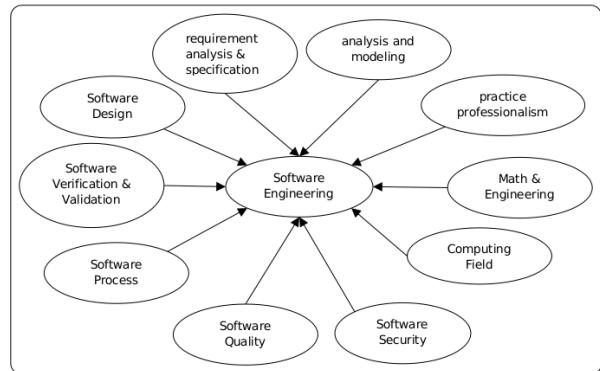 requirement
analysis &
specification
analysis and
modeling
Software
Design
practice
professionalism
Software
Verification &
Validation
Software
Engineering
Math &
Engineering
Software
Process
Computing
Field
Software
Quality
Software
Security